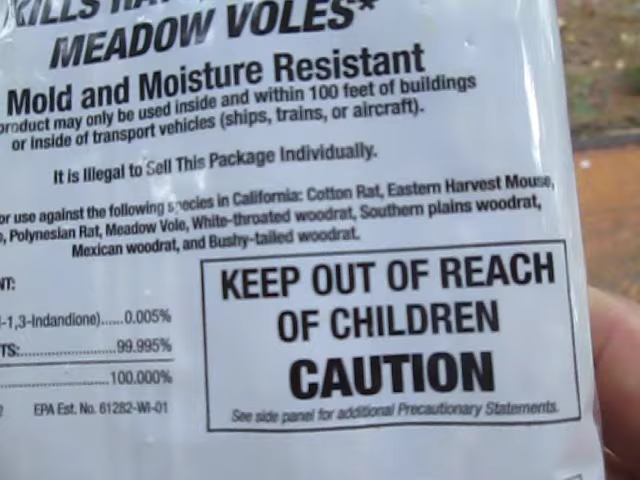 KILLS
MEADOW VOLES*
Mold and Moisture Resistant
product may only be used inside and within 100 feet of buildings
or inside of transport vehicles (ships, trains, or aircraft).
It is Illegal to Sell This Package Individually.
or use against the following species in California: Cotton Rat, Eastern Harvest Mouse,
, Polynesian Rat, Meadow Vole, White-throated woodrat, Southern plains woodrat,
Mexican woodrat, and Bushy-tailed woodrat.
NT:
l-1,3-Indandione)......0.005%
TS:........................99.995%
........................100.000%
EPA Est. No. 61282-WI-01
KEEP OUT OF REACH
OF CHILDREN
CAUTION
See side panel for additional Precautionary Statements.